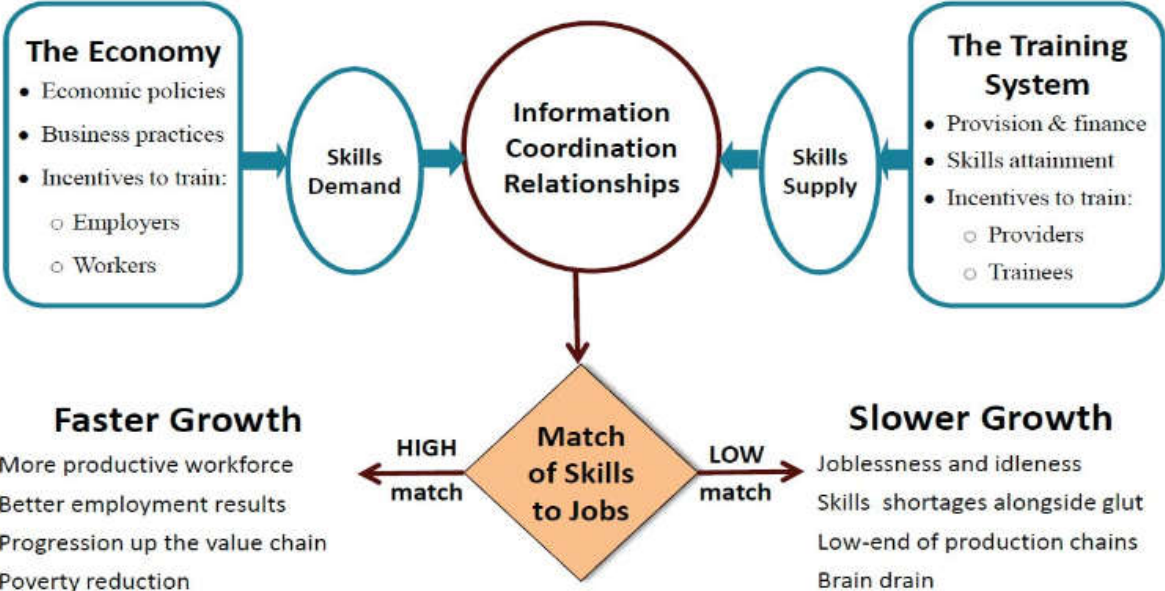 The Economy
• Economic policies
• Business practices
• Incentives to train:
○ Employers
○ Workers
Skills
Demand
Information
Coordination
Relationships
Skills
Supply
The Training
System
• Provision & finance
• Skills attainment
• Incentives to train:
○ Providers
○ Trainees
Faster Growth
More productive workforce
Better employment results
Progression up the value chain
Poverty reduction
HIGH
match
Match
of Skills
to Jobs
LOW
match
Slower Growth
Joblessness and idleness
Skills shortages alongside glut
Low-end of production chains
Brain drain